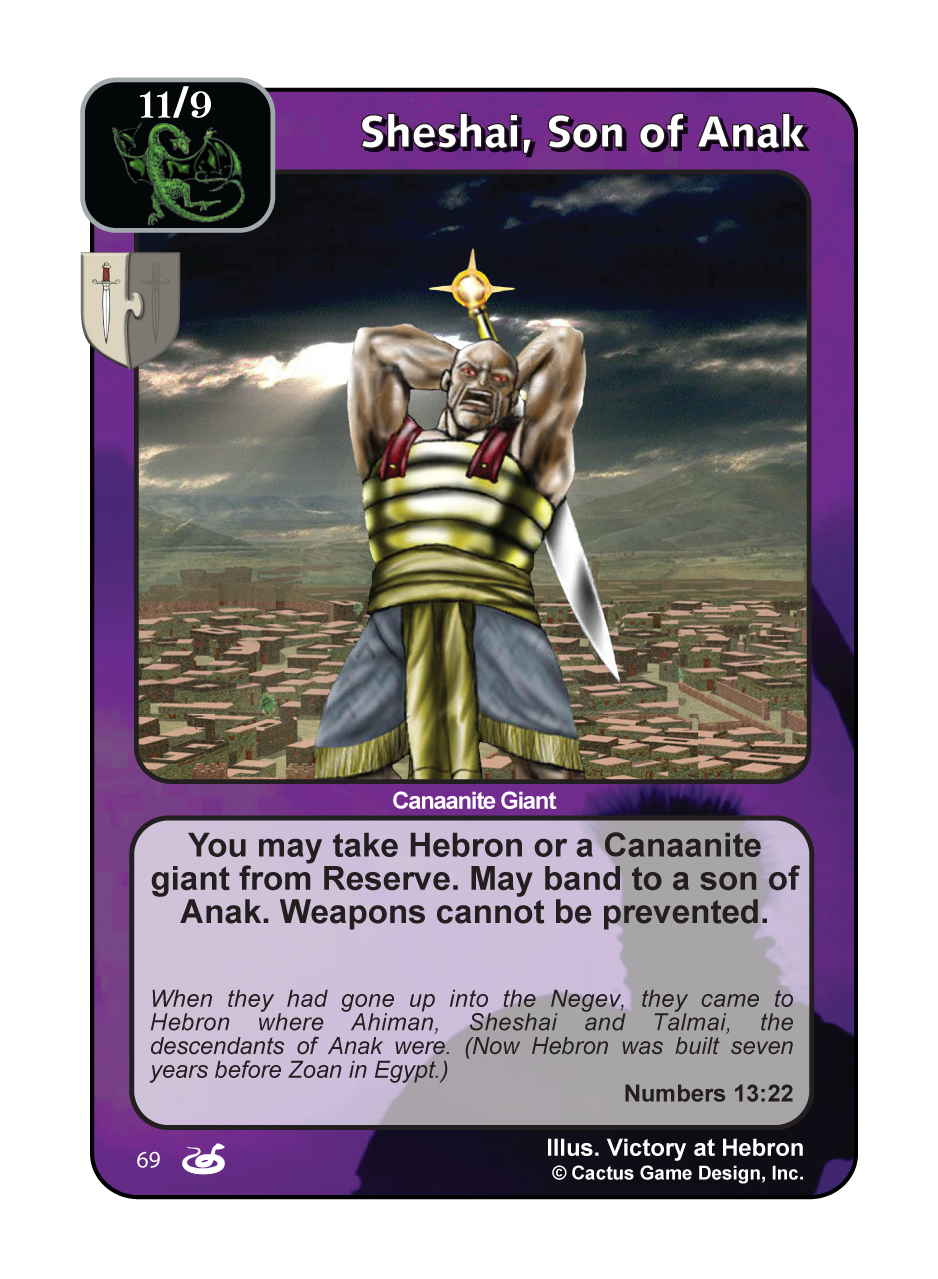 11/9
Sheshai, Son of Anak
Canaanite Giant
You may take Hebron or a Canaanite
giant from Reserve. May band to a son of
Anak. Weapons cannot be prevented.
When they had gone up into the Negev, they came to
Hebron where Ahiman, Sheshai and Talmai, the
descendants of Anak were. (Now Hebron was built seven
years before Zoan in Egypt.)
Numbers 13:22
69
Illus. Victory at Hebron
© Cactus Game Design, Inc.